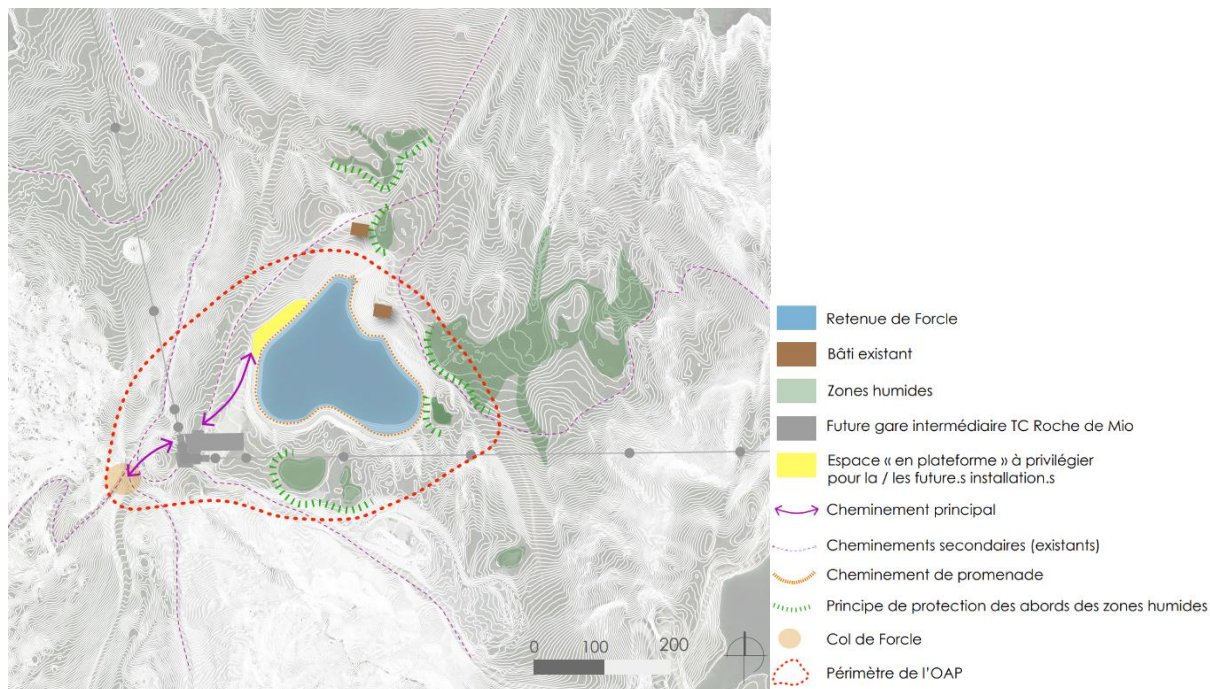 Retenue de Forcle
Bâti existant
Zones humides
Future gare intermédiaire TC Roche de Mio
Espace « en plateforme » à privilégier
pour la / les future.s installation.s
Cheminement principal
Cheminements secondaires (existants)
Cheminement de promenade
Principe de protection des abords des zones humides
Col de Forcle
Périmètre de l'OAP
0 100 200